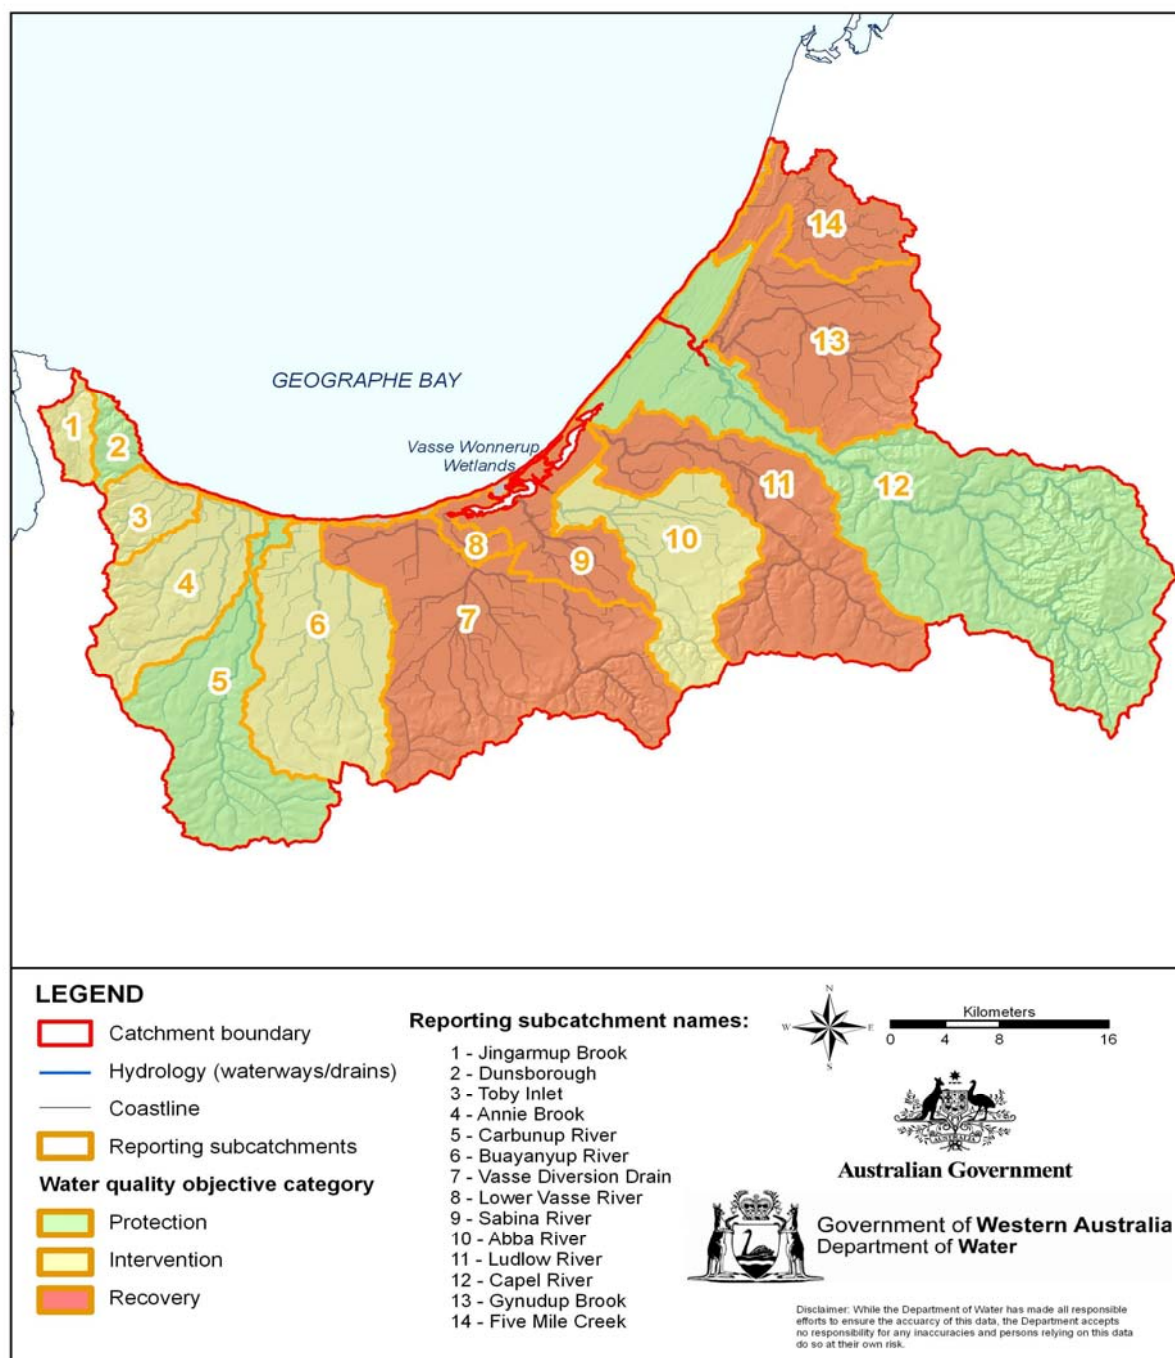 14
13
GEOGRAPHE BAY
1
2
Vasse Wonnerup
Wetlands
12
11
3
10
8
9
4
6
7
5
LEGEND
Catchment boundary
Hydrology (waterways/drains)
Coastline
Reporting subcatchments
Water quality objective category
Protection
Intervention
Recovery
Reporting subcatchment names:
1 - Jingarmup Brook
2 - Dunsborough
3 - Toby Inlet
4 - Annie Brook
5 - Carbunup River
6 - Buayanyup River
7 - Vasse Diversion Drain
8 - Lower Vasse River
9 - Sabina River
10 - Abba River
11 - Ludlow River
12 - Capel River
13 - Gynudup Brook
14 - Five Mile Creek
N
W E
S
Kilometers
0 4 8 16
AUSTRALIA
Australian Government
Government of Western Australia
Department of Water
Disclaimer: While the Department of Water has made all responsible
efforts to ensure the accuarcy of this data, the Department accepts
no responsibility for any inaccuracies and persons relying on this data
do so at their own risk.